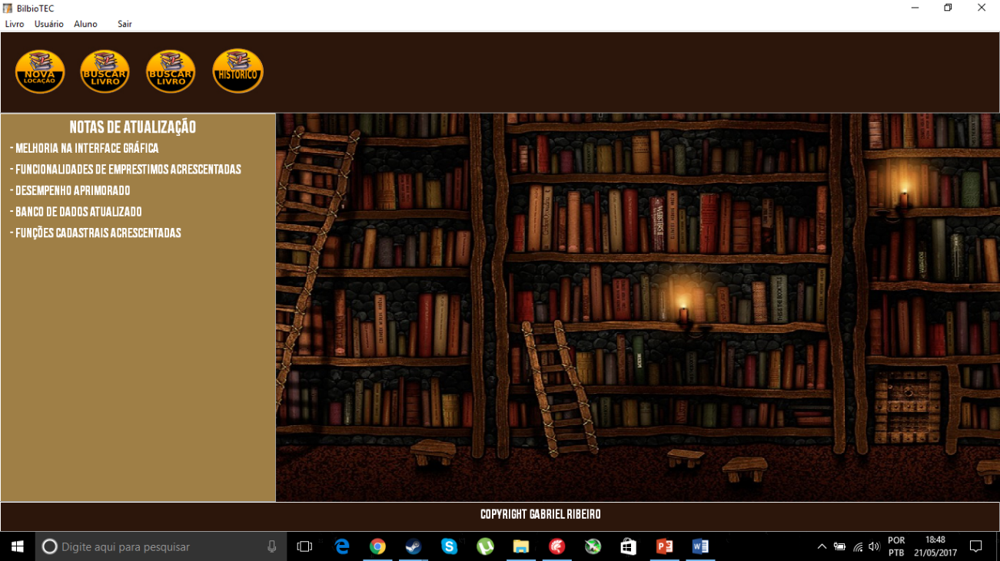 BilbioTEC
Livro Usuário Aluno Sair
NOVA
LOCAÇÃO
BUSCAR
LIVRO
BUSCAR
LIVRO
HISTÓRICO
NOTAS DE ATUALIZAÇÃO
- MELHORIA NA INTERFACE GRÁFICA
- FUNCIONALIDADES DE EMPRESTIMOS ACRESCENTADAS
- DESEMPENHO APRIMORADO
- BANCO DE DADOS ATUALIZADO
- FUNÇÕES CADASTRAIS ACRESCENTADAS
COPYRIGHT GABRIEL RIBEIRO
Digite aqui para pesquisar
POR
PTB
18:48
21/05/2017